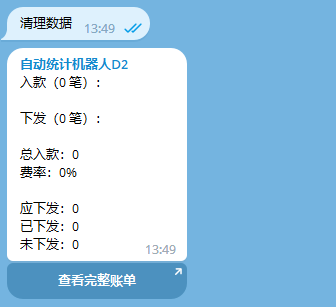 清理数据
13:49
自动统计机器人D2
入款（0 笔）:
下发（0 笔）:
总入款：0
费率：0%
应下发：0
已下发：0
未下发：0
13:49
查看完整账单